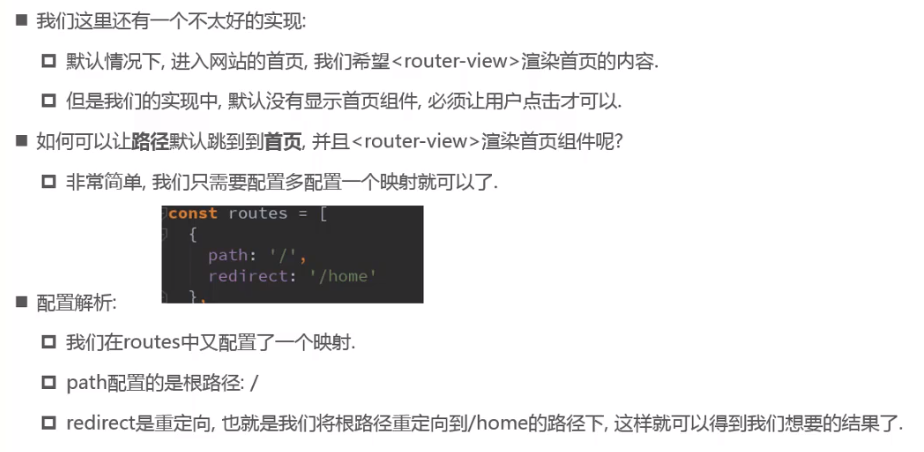 我们这里还有一个不太好的实现:
默认情况下, 进入网站的首页, 我们希望<router-view>渲染首页的内容.
但是我们的实现中, 默认没有显示首页组件, 必须让用户点击才可以.
如何可以让路径默认跳到到首页, 并且<router-view>渲染首页组件呢?
非常简单, 我们只需要配置多配置一个映射就可以了.
const routes = [
{
path: '/',
redirect: '/home'
},
配置解析:
我们在routes中又配置了一个映射.
path配置的是根路径: /
redirect是重定向, 也就是我们将根路径重定向到/home的路径下, 这样就可以得到我们想要的结果了.